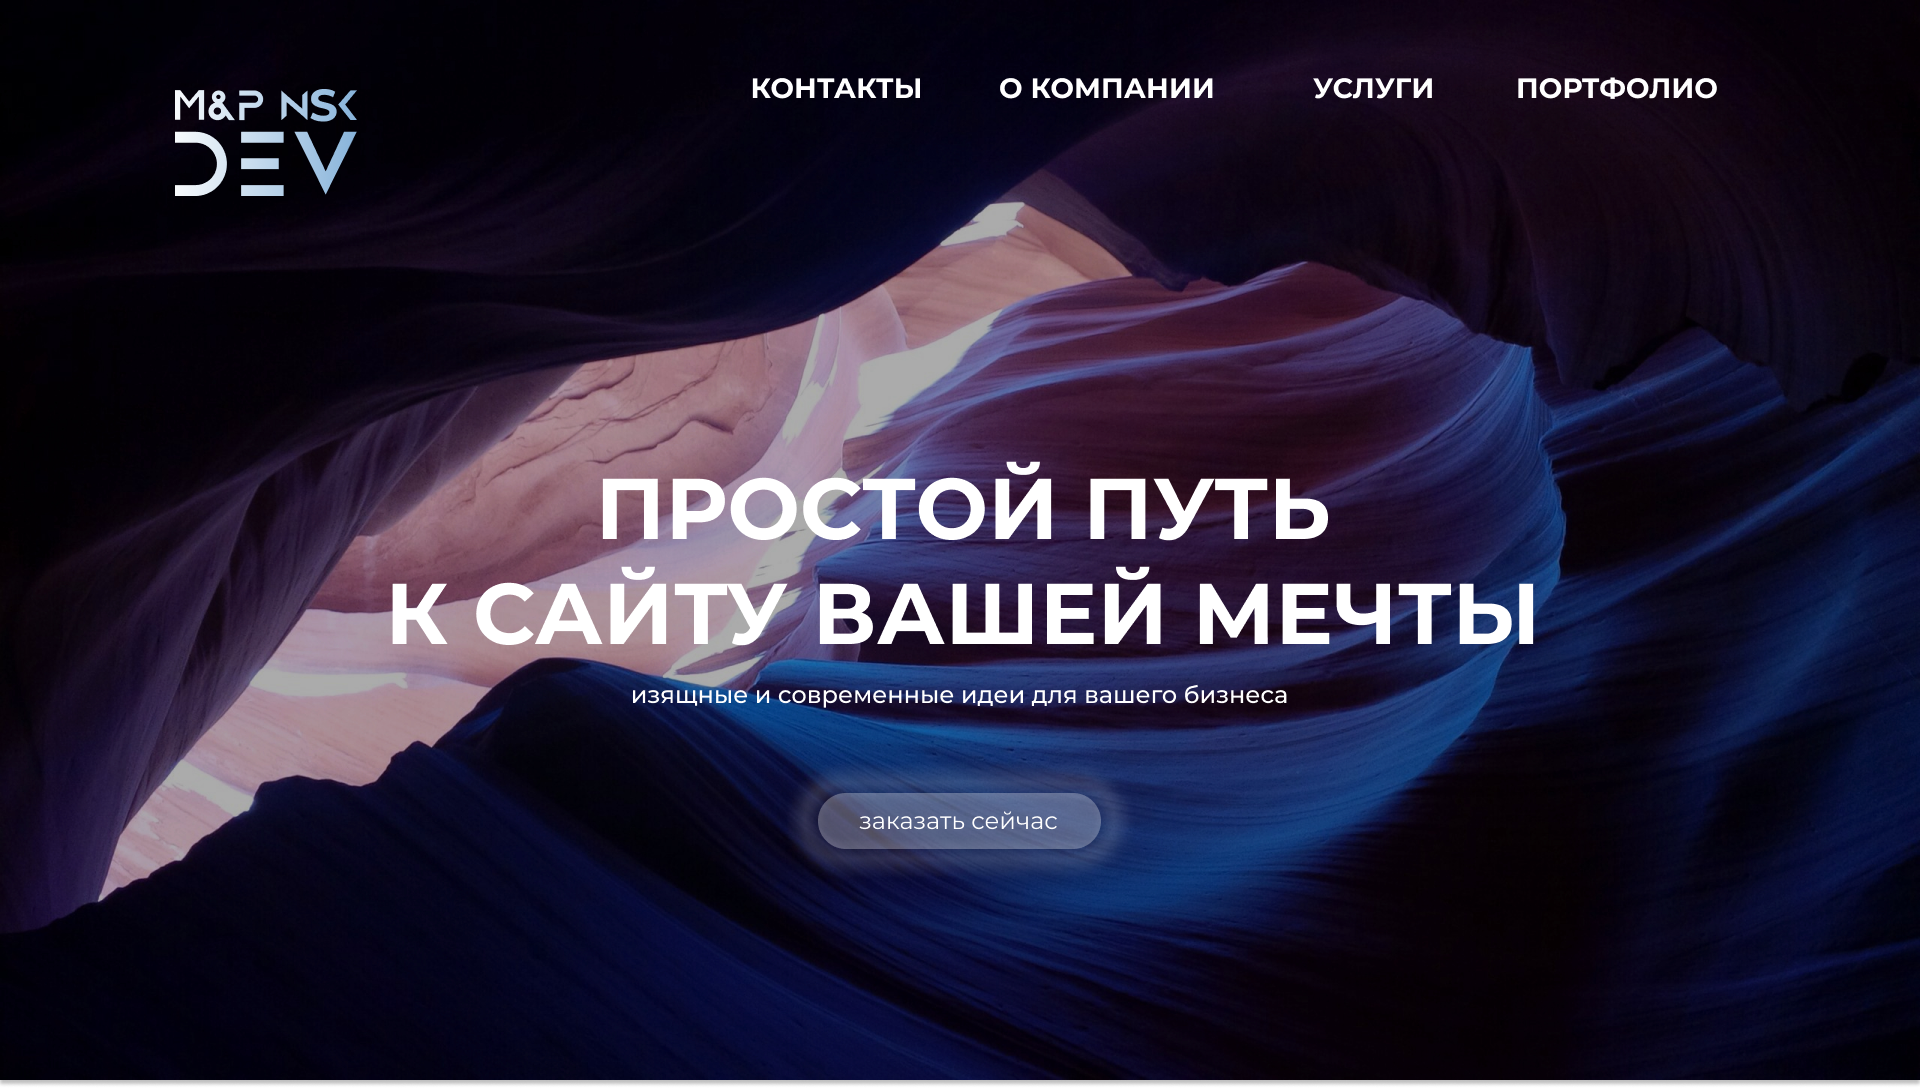 M&P NSK
DEV
КОНТАКТЫ О КОМПАНИИ УСЛУГИ ПОРТФОЛИО
ПРОСТОЙ ПУТЬ
К САЙТУ ВАШЕЙ МЕЧТЫ
изящные и современные идеи для вашего бизнеса
заказать сейчас